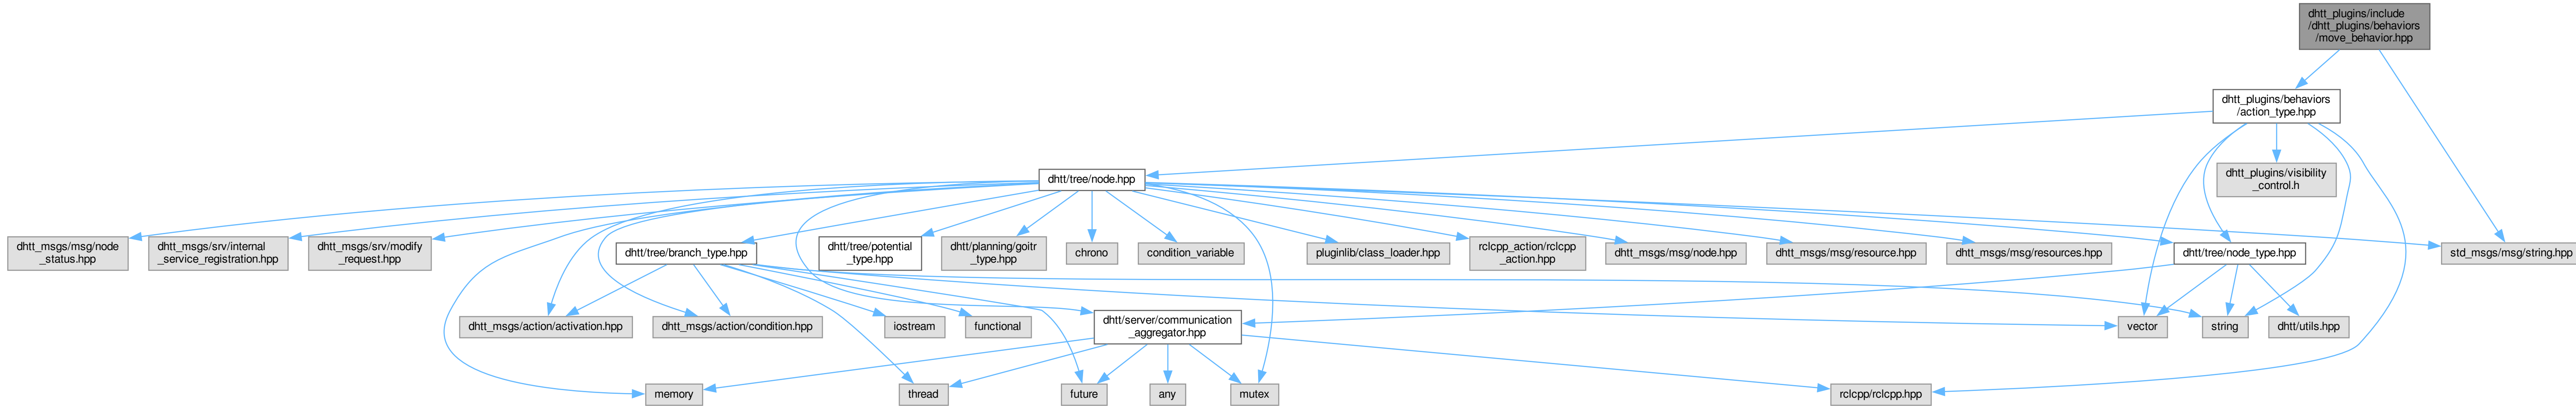 dhtt_plugins/include
/dhtt_plugins/behaviors
/move_behavior.hpp
dhtt_plugins/behaviors
/action_type.hpp
dhtt/tree/node.hpp
dhtt_plugins/visibility
_control.h
dhtt_msgs/msg/node
_status.hpp
dhtt_msgs/srv/internal
_service_registration.hpp
dhtt_msgs/srv/modify
_request.hpp
dhtt/tree/branch_type.hpp
dhtt/tree/potential
_type.hpp
dhtt/planning/goitr
_type.hpp
chrono
condition_variable
pluginlib/class_loader.hpp
rclcpp_action/rclcpp
_action.hpp
dhtt_msgs/msg/node.hpp
dhtt_msgs/msg/resource.hpp
dhtt_msgs/msg/resources.hpp
dhtt/tree/node_type.hpp
std_msgs/msg/string.hpp
dhtt_msgs/action/activation.hpp
dhtt_msgs/action/condition.hpp
iostream
functional
dhtt/server/communication
_aggregator.hpp
vector
string
dhtt/utils.hpp
memory
thread
future
any
mutex
rclcpp/rclcpp.hpp